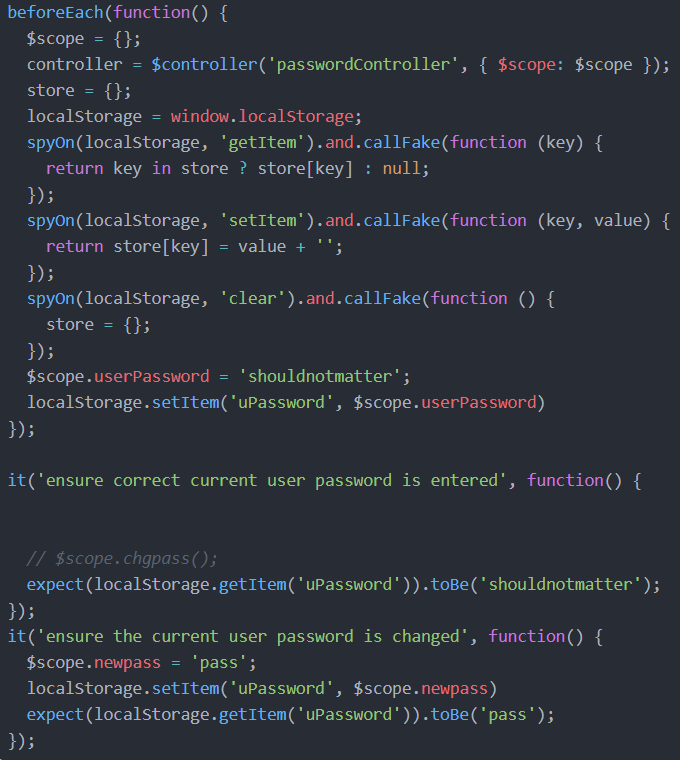 beforeEach(function() {
  $scope = {};
  controller = $controller('passwordController', { $scope: $scope });
  store = {};
  localStorage = window.localStorage;
  spyOn(localStorage, 'getItem').and.callFake(function (key) {
    return key in store ? store[key] : null;
  });
  spyOn(localStorage, 'setItem').and.callFake(function (key, value) {
    return store[key] = value + '';
  });
  spyOn(localStorage, 'clear').and.callFake(function () {
    store = {};
  });
  $scope.userPassword = 'shouldnotmatter';
  localStorage.setItem('uPassword', $scope.userPassword)
});

it('ensure correct current user password is entered', function() {


  // $scope.chgpass();
  expect(localStorage.getItem('uPassword')).toBe('shouldnotmatter');
});
it('ensure the current user password is changed', function() {
  $scope.newpass = 'pass';
  localStorage.setItem('uPassword', $scope.newpass)
  expect(localStorage.getItem('uPassword')).toBe('pass');
});